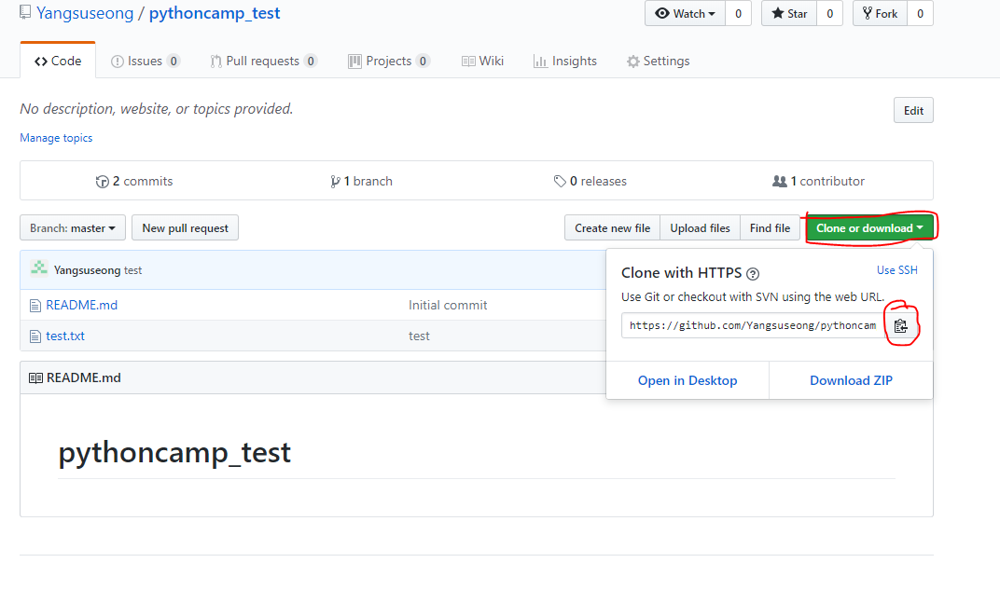 Yangsuseong / pythoncamp_test
Watch 0 Star 0 Fork 0
Code Issues 0 Pull requests 0 Projects 0 Wiki Insights Settings
No description, website, or topics provided.
Edit
Manage topics
2 commits 1 branch 0 releases 1 contributor
Branch: master New pull request Create new file Upload files Find file Clone or download
Yangsuseong test
README.md Initial commit
test.txt test
Clone with HTTPS ? Use SSH
Use Git or checkout with SVN using the web URL.
https://github.com/Yangsuseong/pythoncam
Open in Desktop Download ZIP
README.md
pythoncamp_test